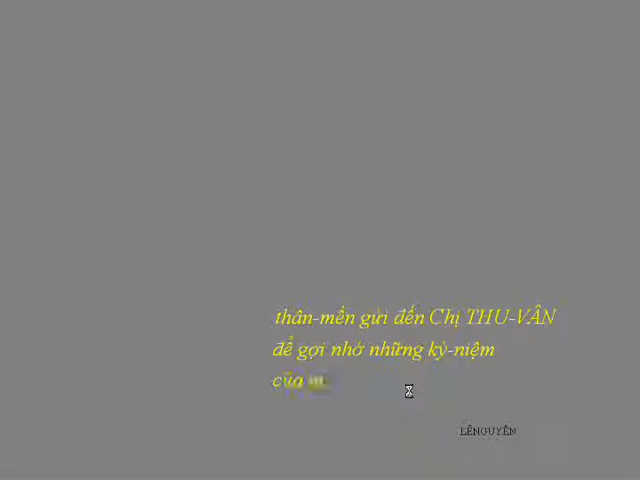 thân-mến gửi đến Chị THU-VÂN
để gợi nhớ những kỷ-niệm
của
LÊNGUYÊN